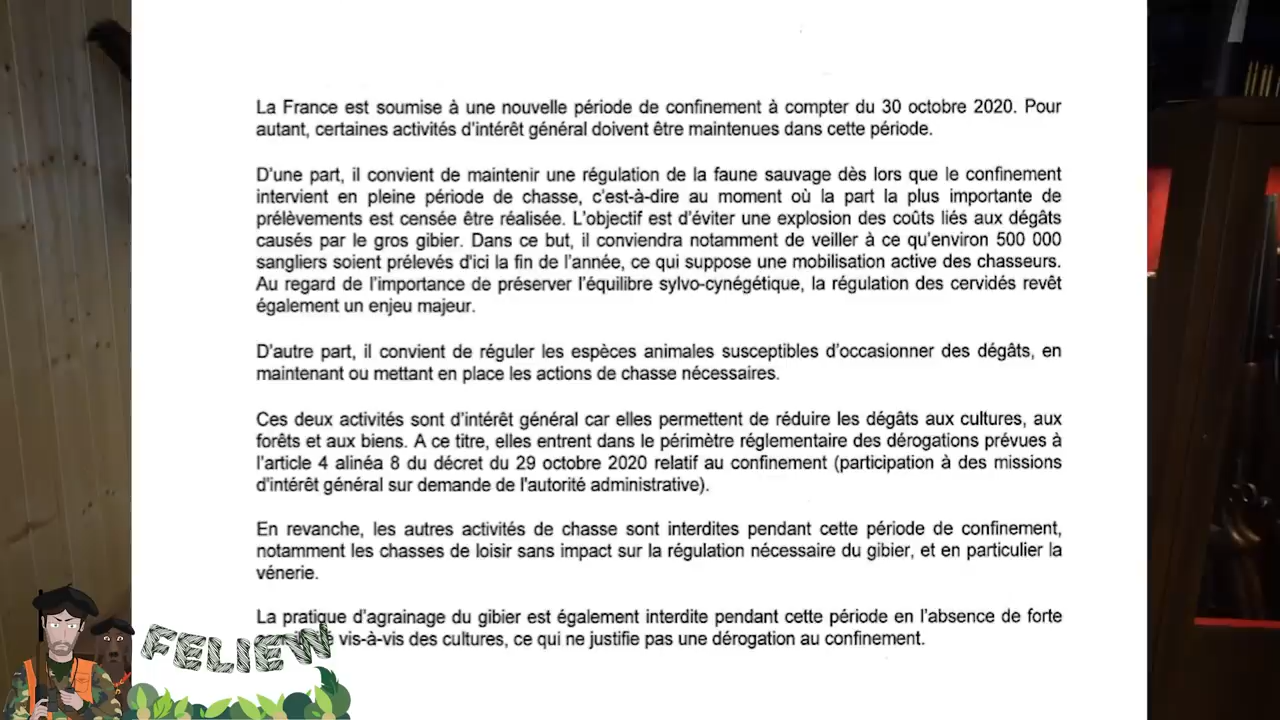 La France est soumise à une nouvelle période de confinement à compter du 30 octobre 2020. Pour
autant, certaines activités d'intérêt général doivent être maintenues dans cette période.
D'une part, il convient de maintenir une régulation de la faune sauvage dès lors que le confinement
intervient en pleine période de chasse, c'est-à-dire au moment où la part la plus importante de
prélèvements est censée être réalisée. L'objectif est d'éviter une explosion des coûts liés aux dégâts
causés par le gros gibier. Dans ce but, il conviendra notamment de veiller à ce qu'environ 500 000
sangliers soient prélevés d'ici la fin de l'année, ce qui suppose une mobilisation active des chasseurs.
Au regard de l'importance de préserver l'équilibre sylvo-cynégétique, la régulation des cervidés revêt
également un enjeu majeur.
D'autre part, il convient de réguler les espèces animales susceptibles d'occasionner des dégâts, en
maintenant ou mettant en place les actions de chasse nécessaires.
Ces deux activités sont d'intérêt général car elles permettent de réduire les dégâts aux cultures, aux
forêts et aux biens. A ce titre, elles entrent dans le périmètre réglementaire des dérogations prévues à
l'article 4 alinéa 8 du décret du 29 octobre 2020 relatif au confinement (participation à des missions
d'intérêt général sur demande de l'autorité administrative).
En revanche, les autres activités de chasse sont interdites pendant cette période de confinement,
notamment les chasses de loisir sans impact sur la régulation nécessaire du gibier, et en particulier la
vénerie.
La pratique d'agrainage du gibier est également interdite pendant cette période en l'absence de forte
vis-à-vis des cultures, ce qui ne justifie pas une dérogation au confinement.
FELIEW